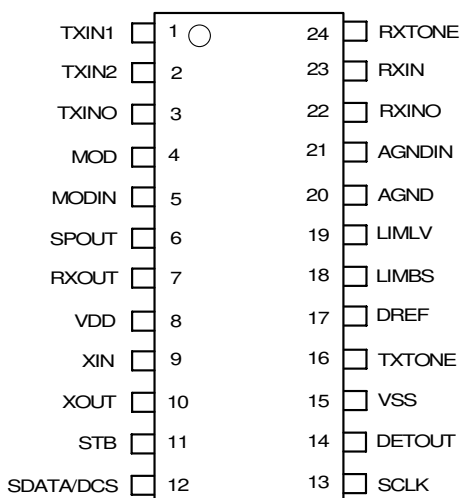 TXIN1 1 24 RXTONE
TXIN2 2 23 RXIN
TXINO 3 22 RXINO
MOD 4 21 AGNDIN
MODIN 5 20 AGND
SPOUT 6 19 LIMLV
RXOUT 7 18 LIMBS
VDD 8 17 DREF
XIN 9 16 TXTONE
XOUT 10 15 VSS
STB 11 14 DETOUT
SDATA/DCS 12 13 SCLK